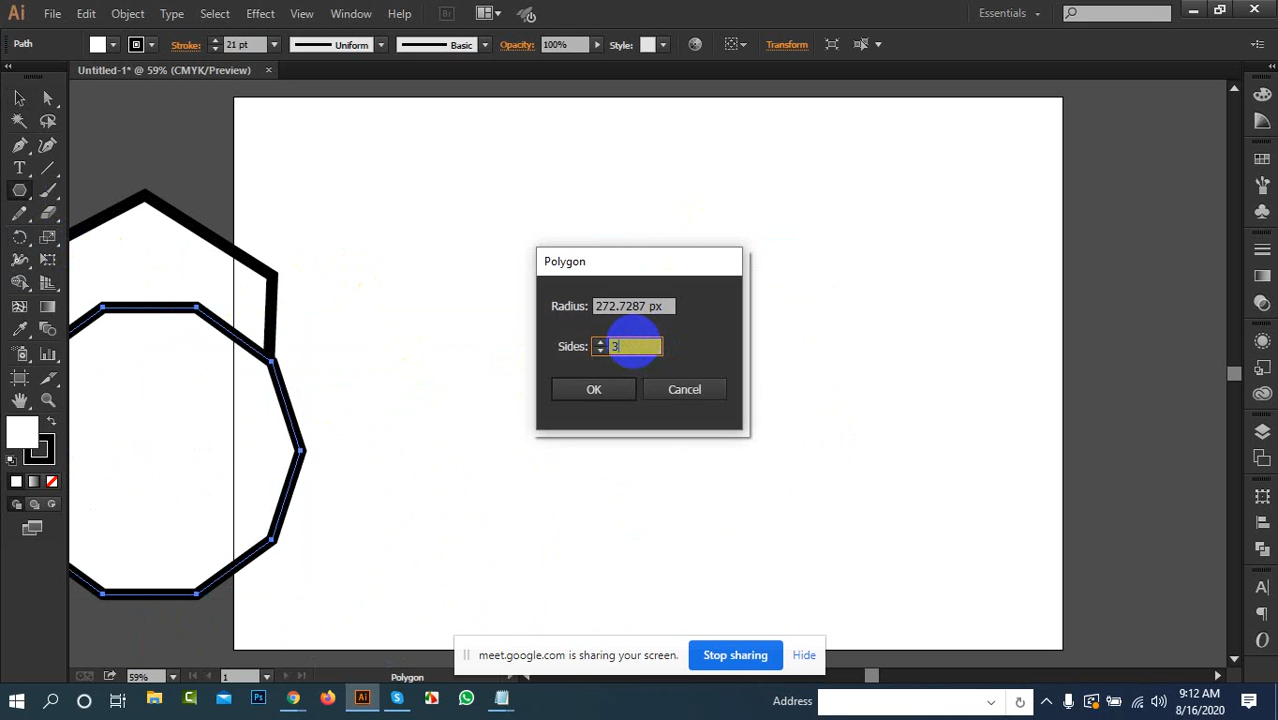 Ai File Edit Object Type Select Effect View Window Help Br Essentials
Path Stroke: 21 pt Uniform Basic Opacity: 100% Style: Transform
Untitled-1* @ 59% (CMYK/Preview)
Polygon
Radius: 272.7287 px
Sides: 3
OK Cancel
meet.google.com is sharing your screen. Stop sharing Hide
59% 1 Polygon
Address
9:12 AM
8/16/2020